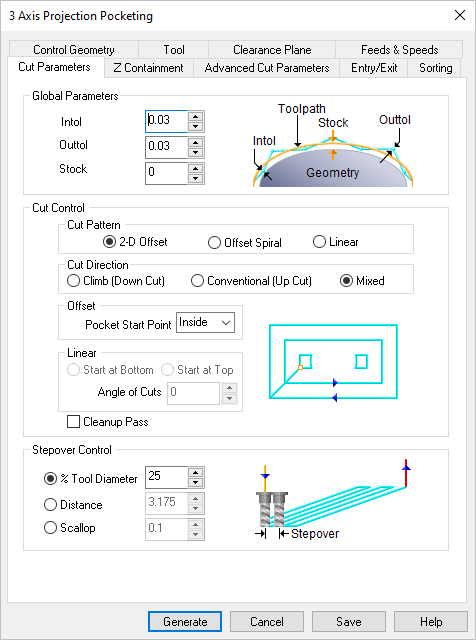 3 Axis Projection Pocketing
Control Geometry Tool Clearance Plane Feeds & Speeds
Cut Parameters Z Containment Advanced Cut Parameters Entry/Exit Sorting
Global Parameters
Intol 0.03
Outtol 0.03
Stock 0
Toolpath
Stock
Outtol
Intol
Geometry
Cut Control
Cut Pattern
2-D Offset Offset Spiral Linear
Cut Direction
Climb (Down Cut) Conventional (Up Cut) Mixed
Offset
Pocket Start Point Inside
Linear
Start at Bottom Start at Top
Angle of Cuts 0
Cleanup Pass
Stepover Control
% Tool Diameter 25
Distance 3.175
Scallop 0.1
Stepover
Generate Cancel Save Help